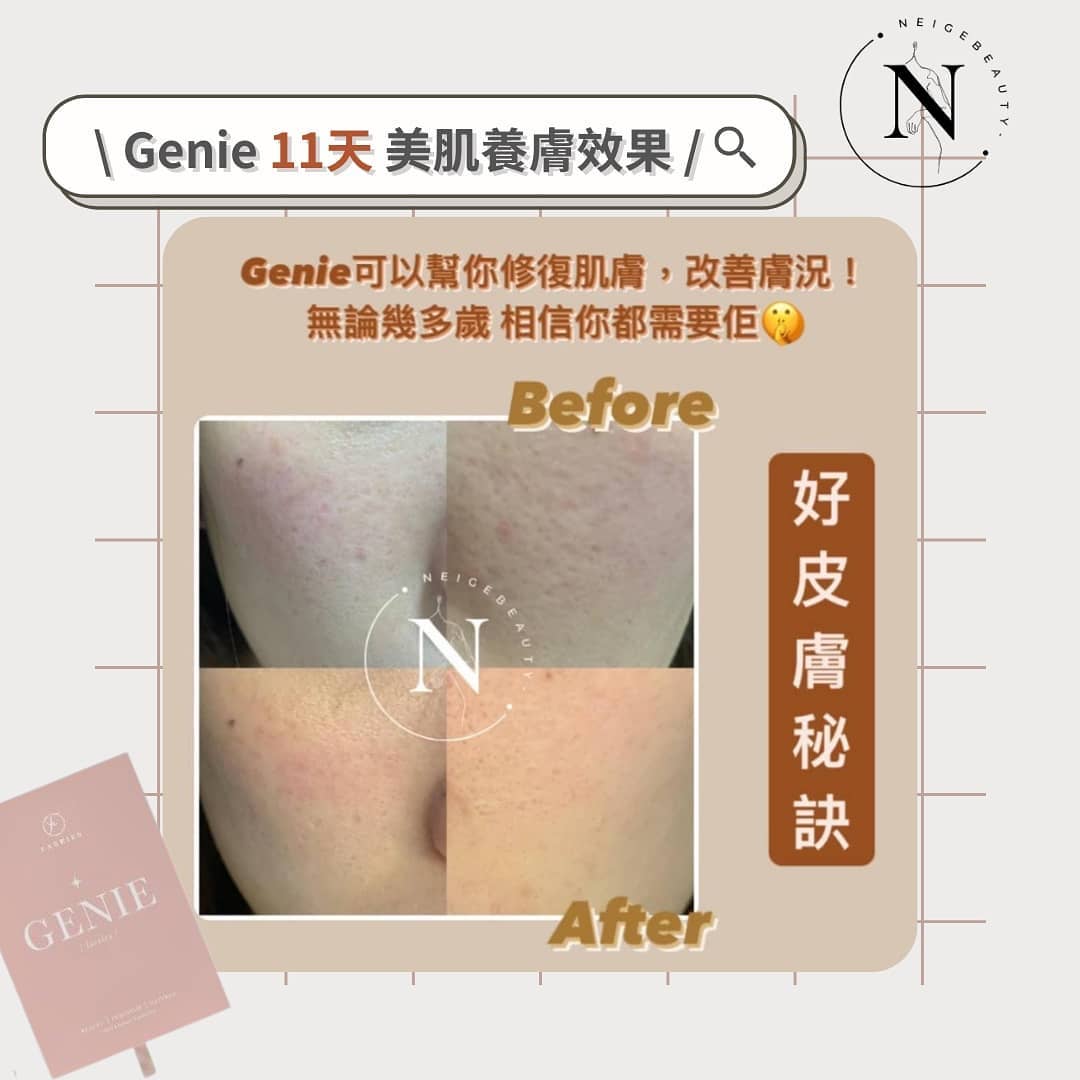 NEIGEBEAUTY.
N
\ Genie 11天 美肌養膚效果 /
Genie可以幫你修復肌膚，改善膚況！
無論幾多歲 相信你都需要佢
Before
NEIGEBEAUTY.
N
好皮膚秘訣
After
GENIE